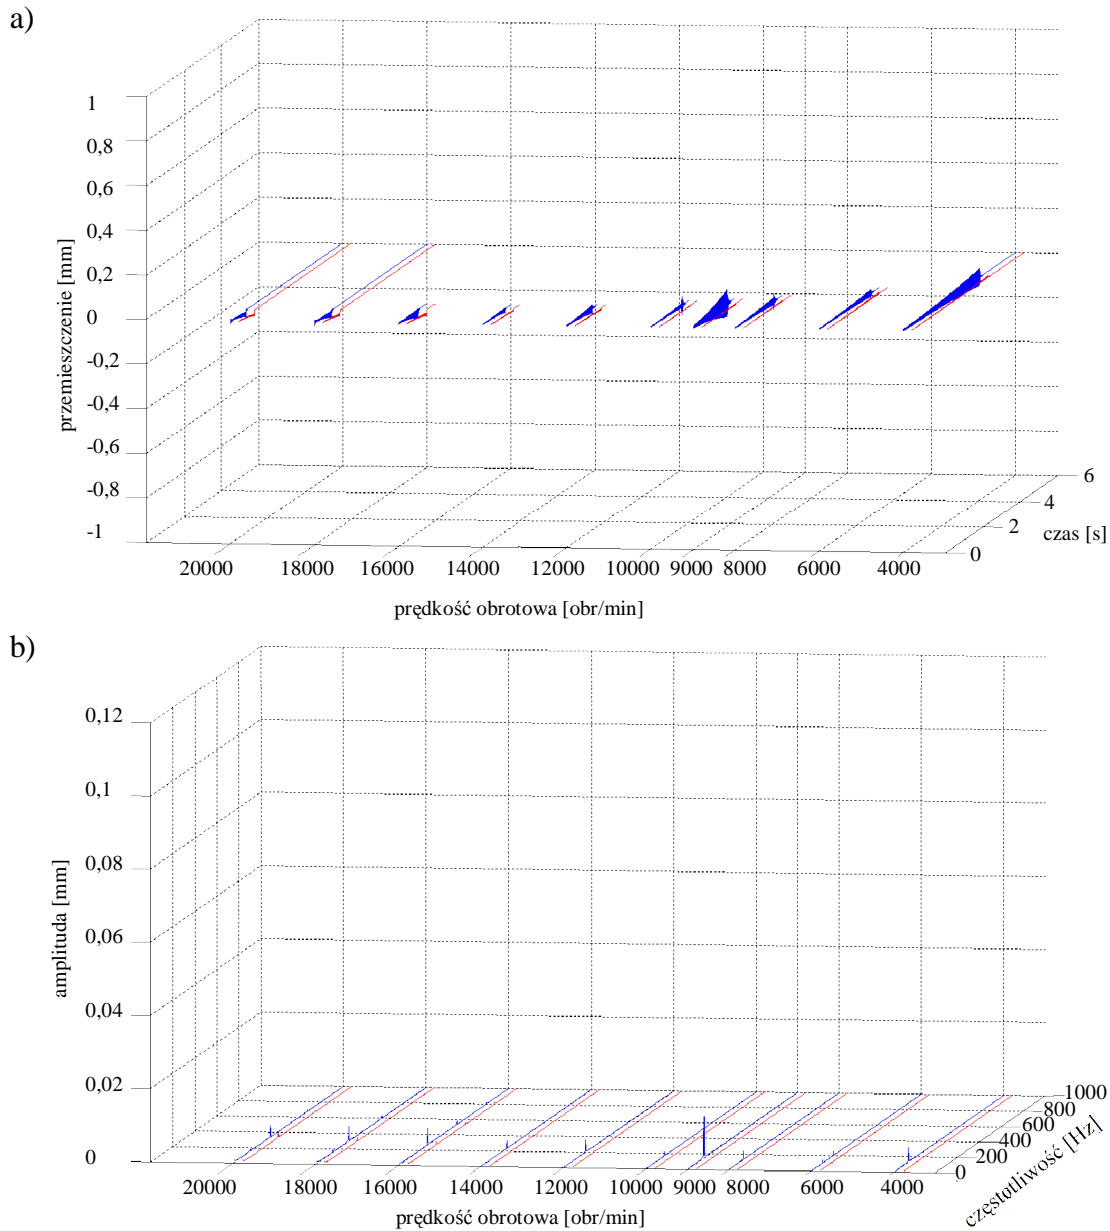 a)
1
0,8
0,6
0,4
0,2
0
-0,2
-0,4
-0,6
-0,8
-1
przemieszczenie [mm]
20000 18000 16000 14000 12000 10000 9000 8000 6000 4000
prędkość obrotowa [obr/min]
0 2 4 6
czas [s]
b)
0,12
0,1
0,08
0,06
0,04
0,02
0
amplituda [mm]
20000 18000 16000 14000 12000 10000 9000 8000 6000 4000
prędkość obrotowa [obr/min]
0 200 400 600 800 1000
częstotliwość [Hz]